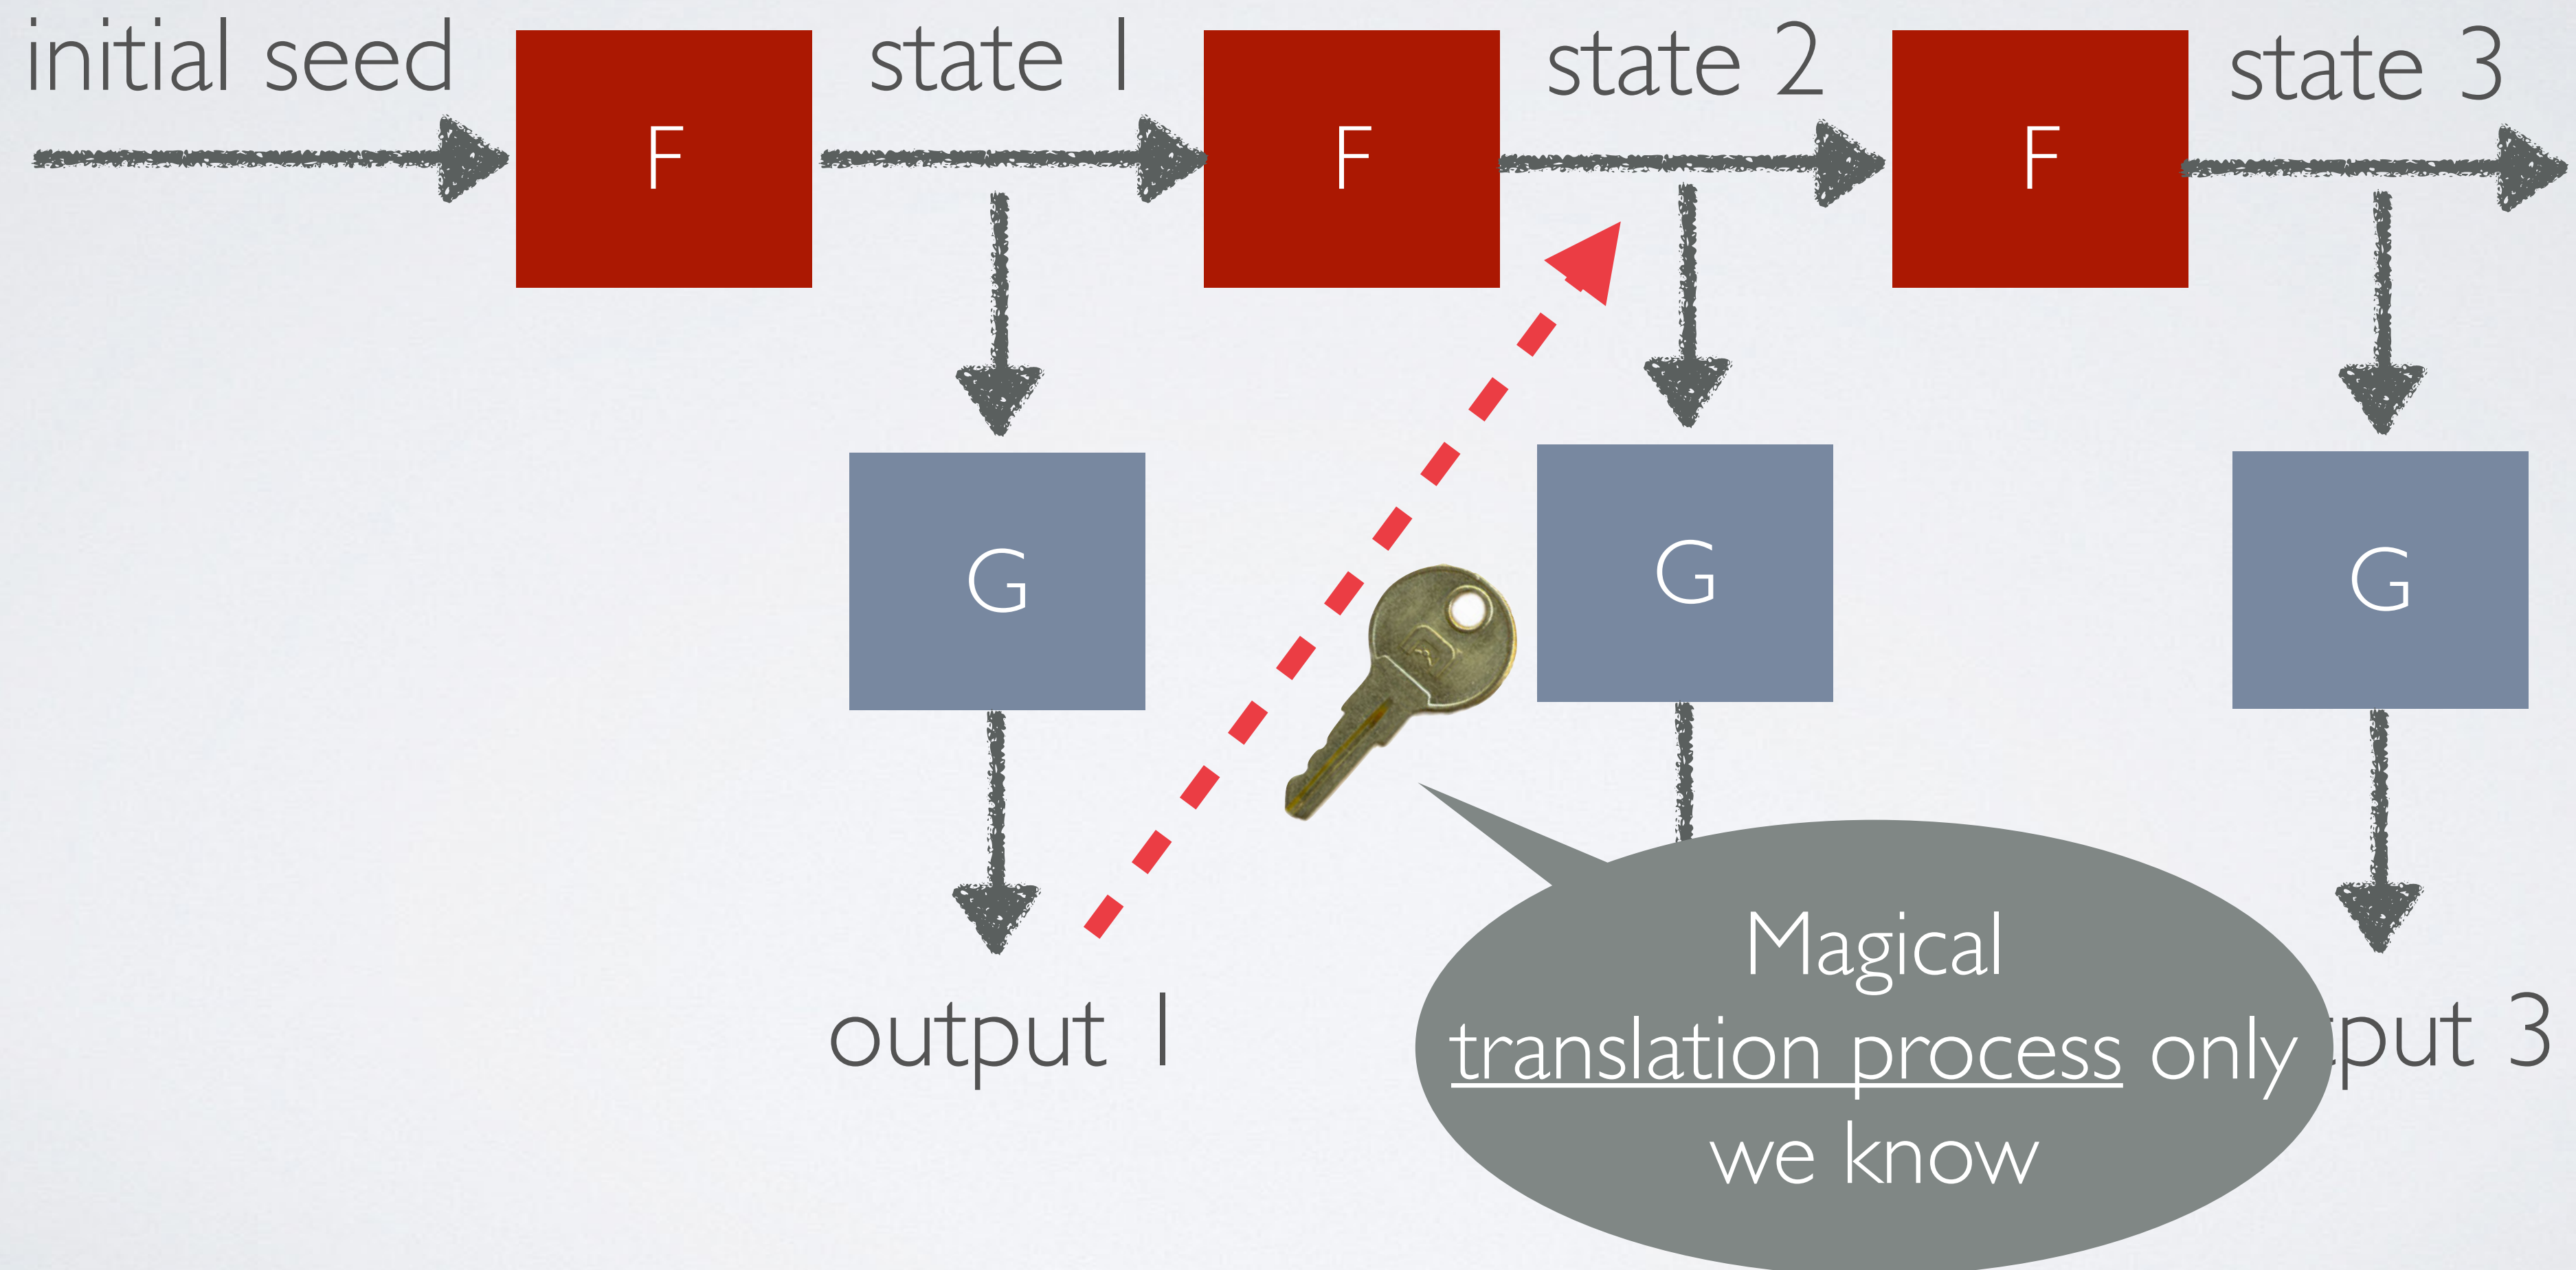 initial seed
F
state 1
F
state 2
F
state 3
G
G
G
output 1
put 3
Magical
translation process only
we know